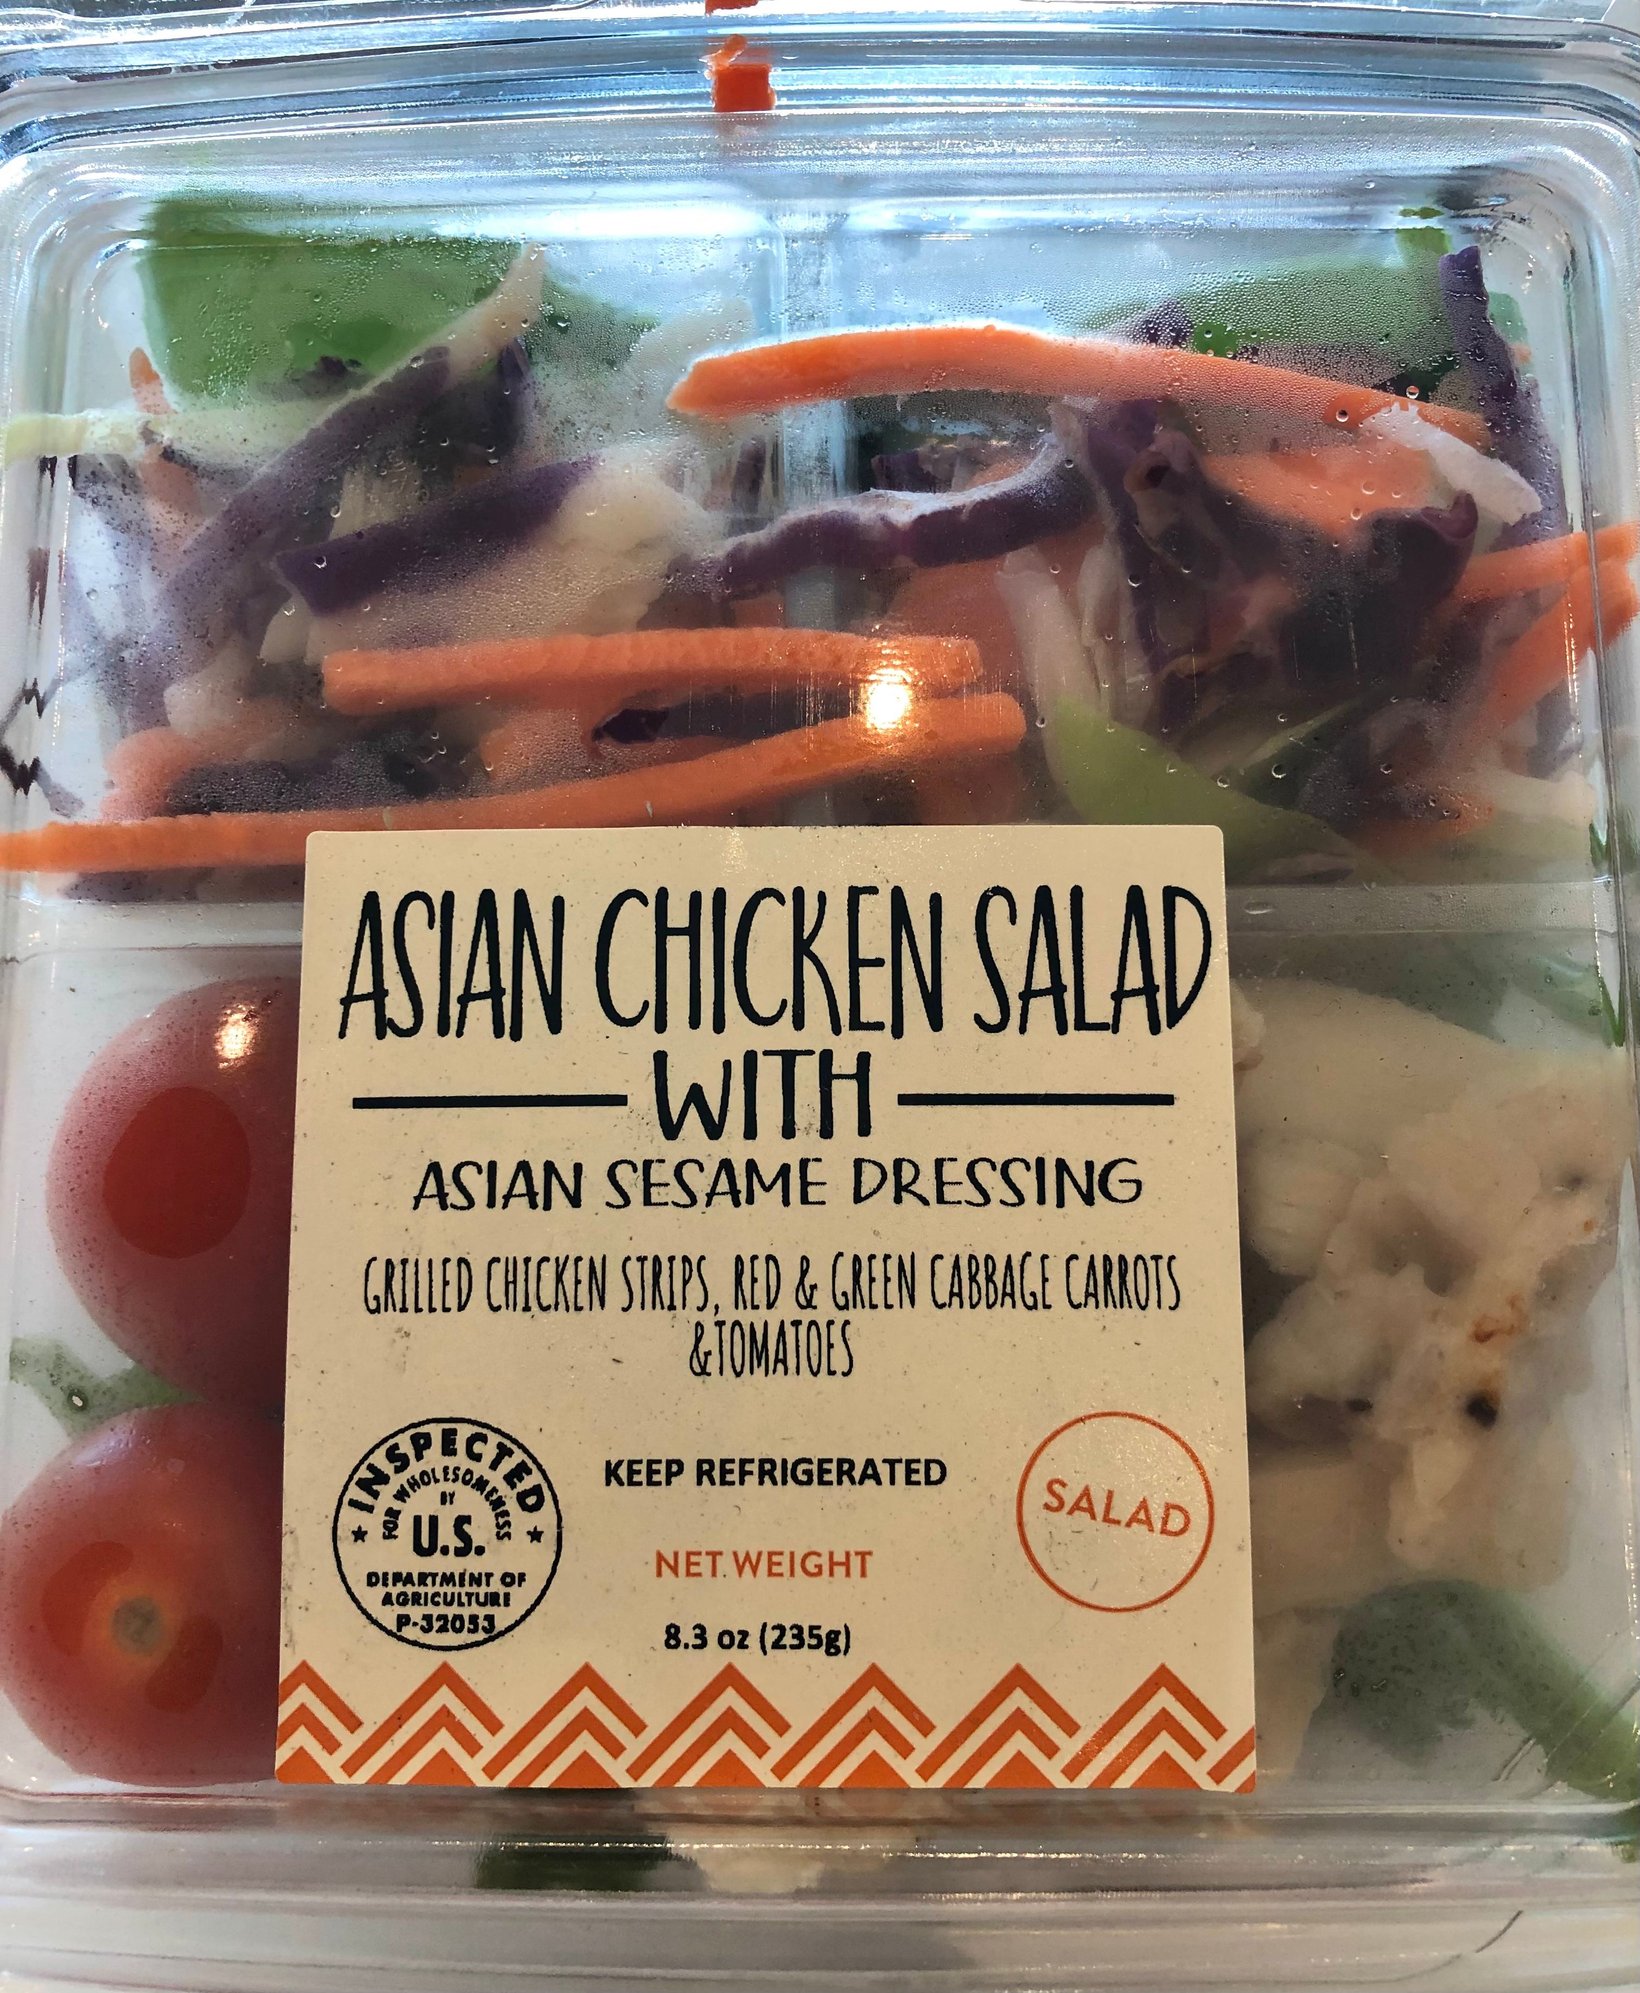 ASIAN CHICKEN SALAD
WITH
ASIAN SESAME DRESSING
GRILLED CHICKEN STRIPS, RED & GREEN CABBAGE CARROTS
&TOMATOES
INSPECTED
FOR WHOLESOMENESS
BY
U.S.
DEPARTMENT OF
AGRICULTURE
P-32053
KEEP REFRIGERATED
NET.WEIGHT
8.3 oz (235g)
SALAD